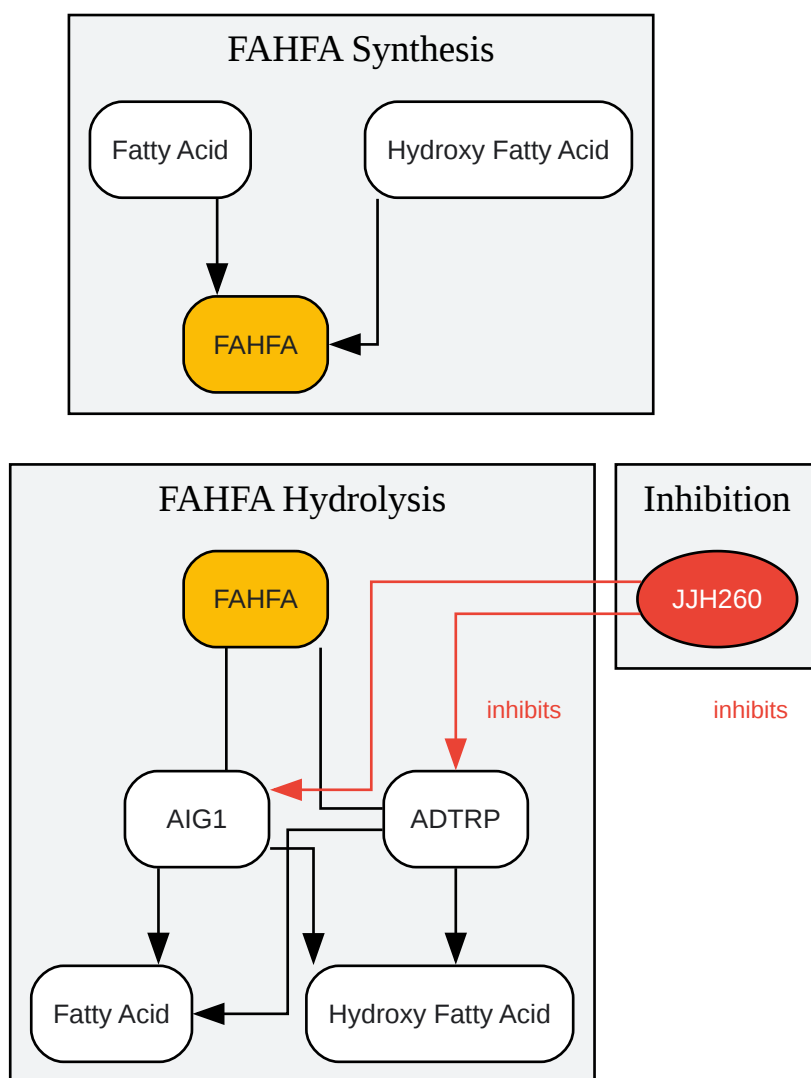 FAHFA Synthesis
Fatty Acid
Hydroxy Fatty Acid
FAHFA
FAHFA Hydrolysis
Inhibition
FAHFA
JJH260
inhibits
inhibits
AIG1
ADTRP
Fatty Acid
Hydroxy Fatty Acid